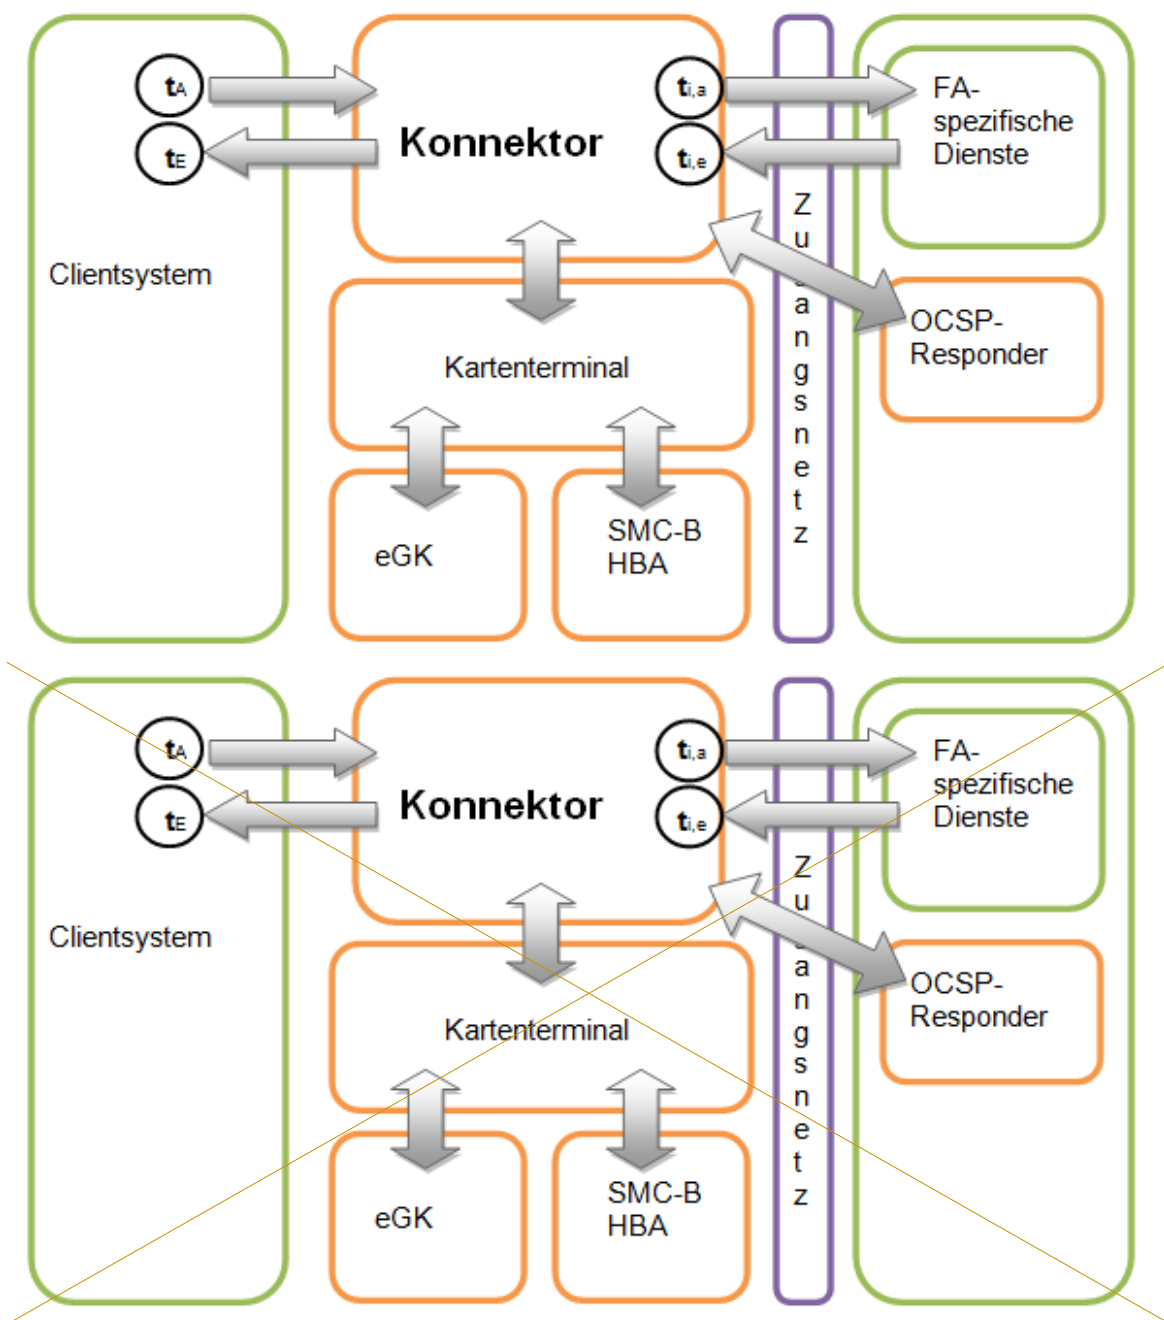 tA
ti,a
FA-
spezifische
Dienste
Konnektor
tE
ti,e
Z
u
a
n
g
s
n
e
t
z
Clientsystem
OCSP-
Responder
Kartenterminal
eGK
SMC-B
HBA
tA
ti,a
FA-
spezifische
Dienste
Konnektor
tE
ti,e
Z
u
a
n
g
s
n
e
t
z
Clientsystem
OCSP-
Responder
Kartenterminal
eGK
SMC-B
HBA